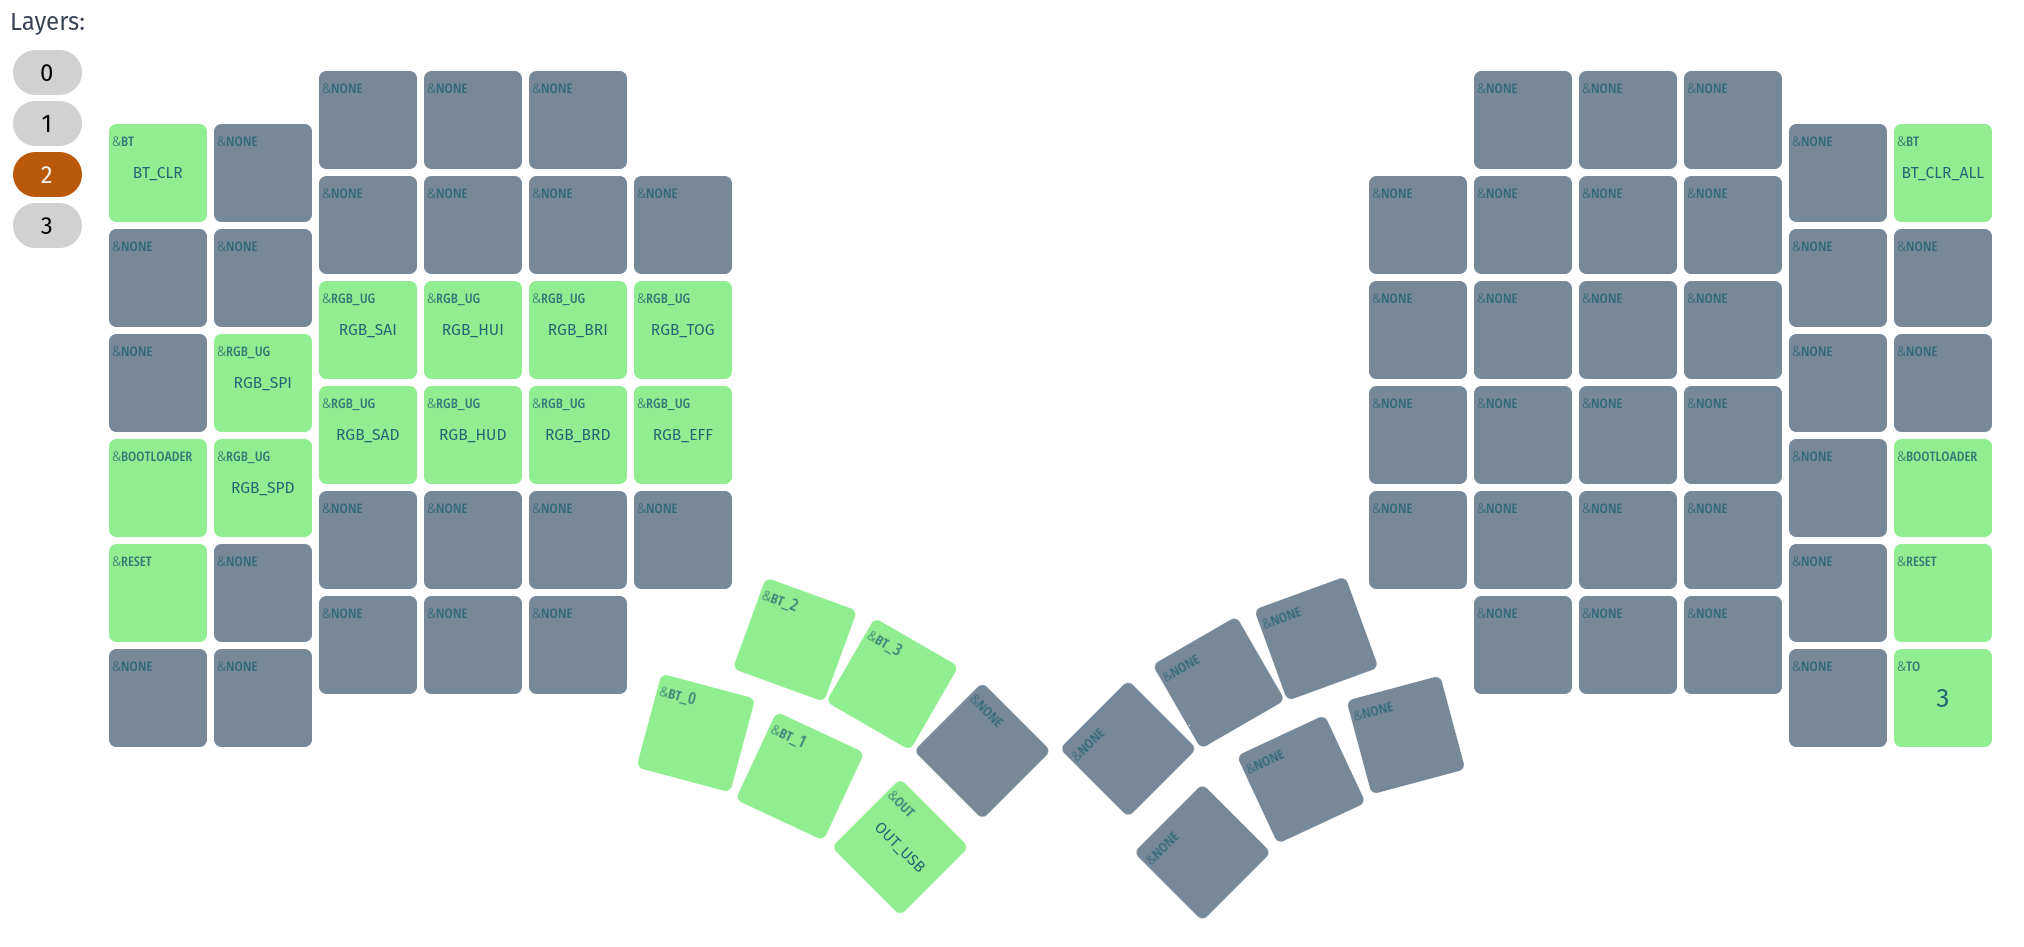 Layers:
0
1
2
3
&NONE &NONE &NONE &NONE &NONE &NONE
&BT &NONE &NONE &BT
BT_CLR BT_CLR_ALL
&NONE &NONE &NONE &NONE &NONE &NONE &NONE &NONE
&NONE &NONE &NONE &NONE
&RGB_UG &RGB_UG &RGB_UG &RGB_UG &NONE &NONE &NONE &NONE
RGB_SAI RGB_HUI RGB_BRI RGB_TOG
&NONE &RGB_UG &NONE &NONE
RGB_SPI
&RGB_UG &RGB_UG &RGB_UG &RGB_UG &NONE &NONE &NONE &NONE
RGB_SAD RGB_HUD RGB_BRD RGB_EFF
&BOOTLOADER &RGB_UG &NONE &BOOTLOADER
RGB_SPD
&NONE &NONE &NONE &NONE &NONE &NONE &NONE &NONE
&RESET &NONE &NONE &RESET
&NONE &NONE &NONE &NONE &NONE &NONE
&NONE &NONE &NONE &TO
3
&BT_2 &NONE
&BT_3 &NONE
&BT_0 &NONE
&BT_1 &NONE
&NONE &NONE
&OUT &NONE
OUT_USB